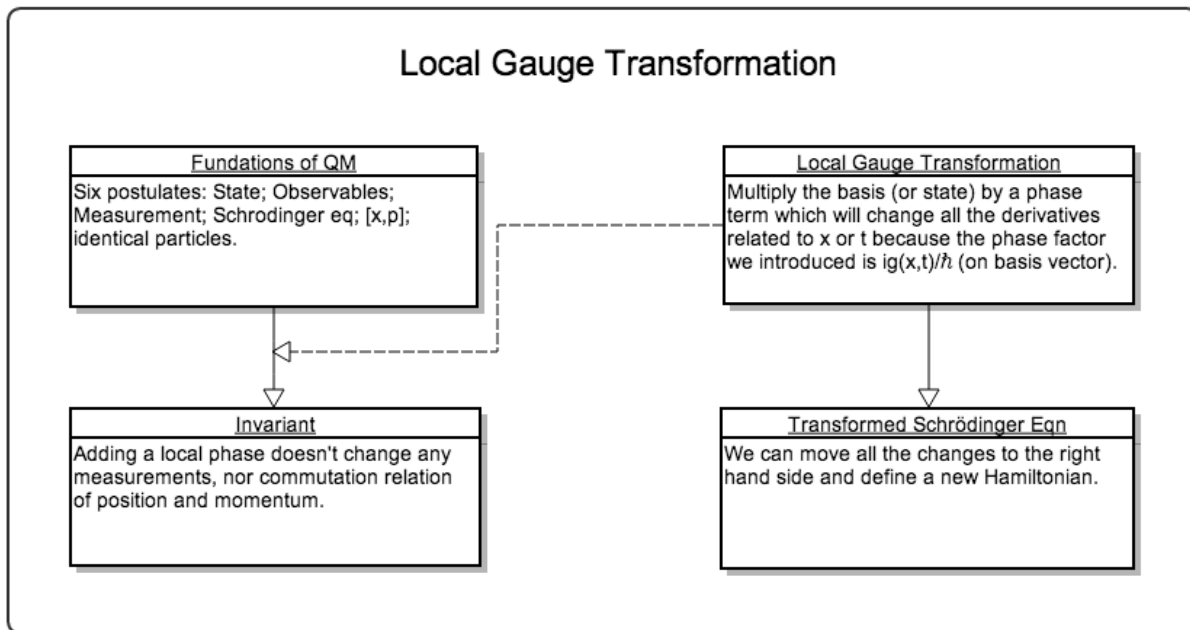 Local Gauge Transformation
Fundations of QM
Six postulates: State; Observables;
Measurement; Schrodinger eq; [x,p];
identical particles.
Local Gauge Transformation
Multiply the basis (or state) by a phase
term which will change all the derivatives
related to x or t because the phase factor
we introduced is ig(x,t)/ℏ (on basis vector).
Invariant
Adding a local phase doesn't change any
measurements, nor commutation relation
of position and momentum.
Transformed Schrödinger Eqn
We can move all the changes to the right
hand side and define a new Hamiltonian.